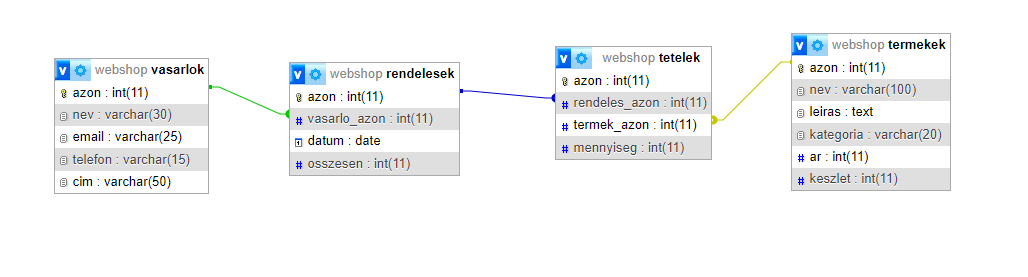 v webshop vasarlok
azon : int(11)
nev : varchar(30)
email : varchar(25)
telefon : varchar(15)
cim : varchar(50)
v webshop rendelesek
azon : int(11)
# vasarlo_azon : int(11)
datum : date
# osszesen : int(11)
v webshop tetelek
azon : int(11)
# rendeles_azon : int(11)
# termek_azon : int(11)
# mennyiseg : int(11)
v webshop termekek
azon : int(11)
nev : varchar(100)
leiras : text
kategoria : varchar(20)
# ar : int(11)
# keszlet : int(11)